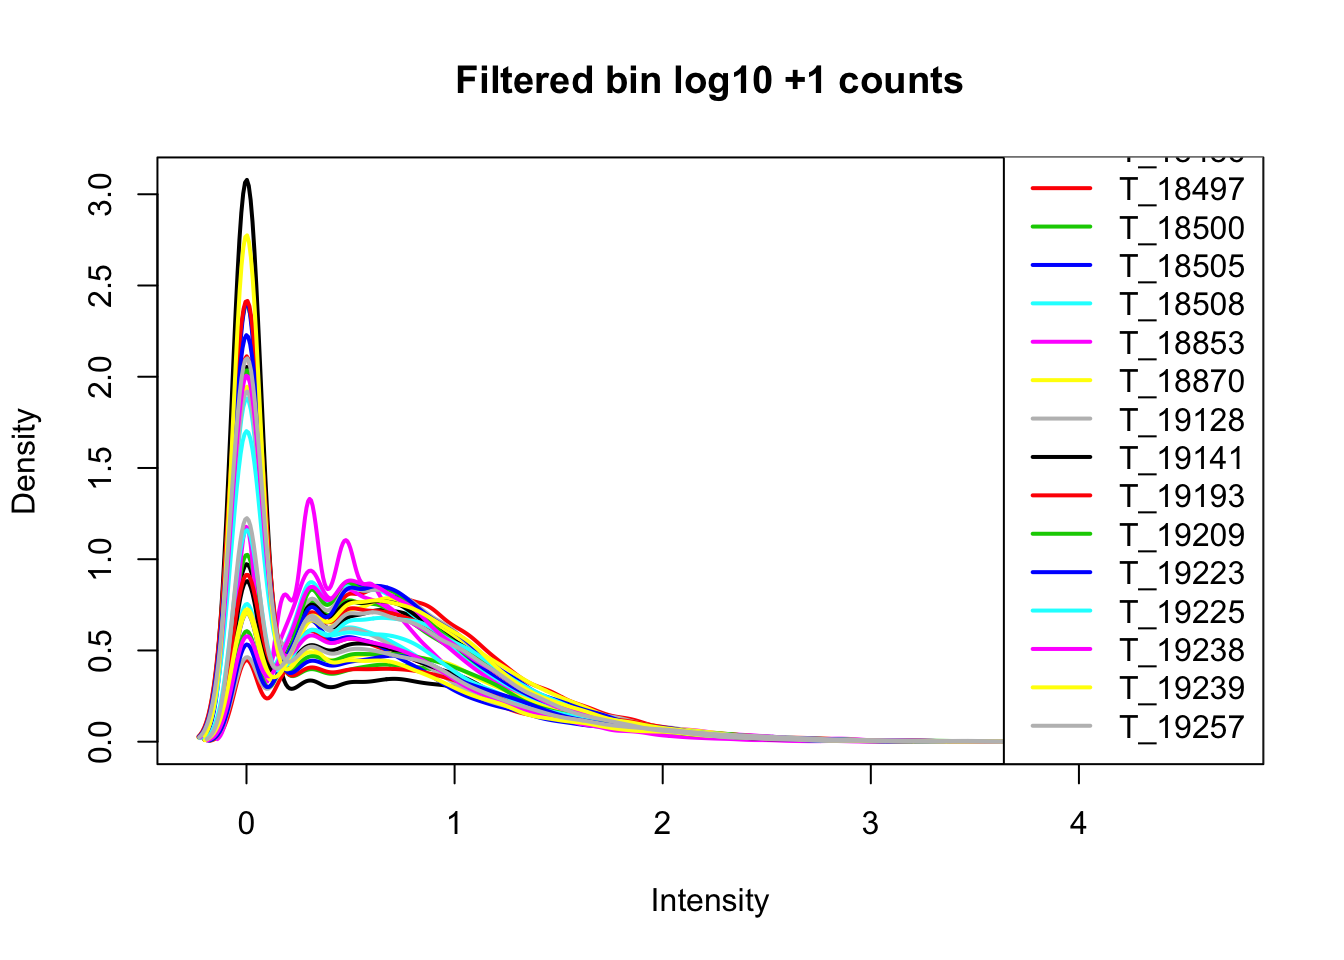 Filtered bin log10 +1 counts
Density
3.0
2.5
2.0
1.5
1.0
0.5
0.0
T_18497
T_18500
T_18505
T_18508
T_18853
T_18870
T_19128
T_19141
T_19193
T_19209
T_19223
T_19225
T_19238
T_19239
T_19257
0 1 2 3 4
Intensity